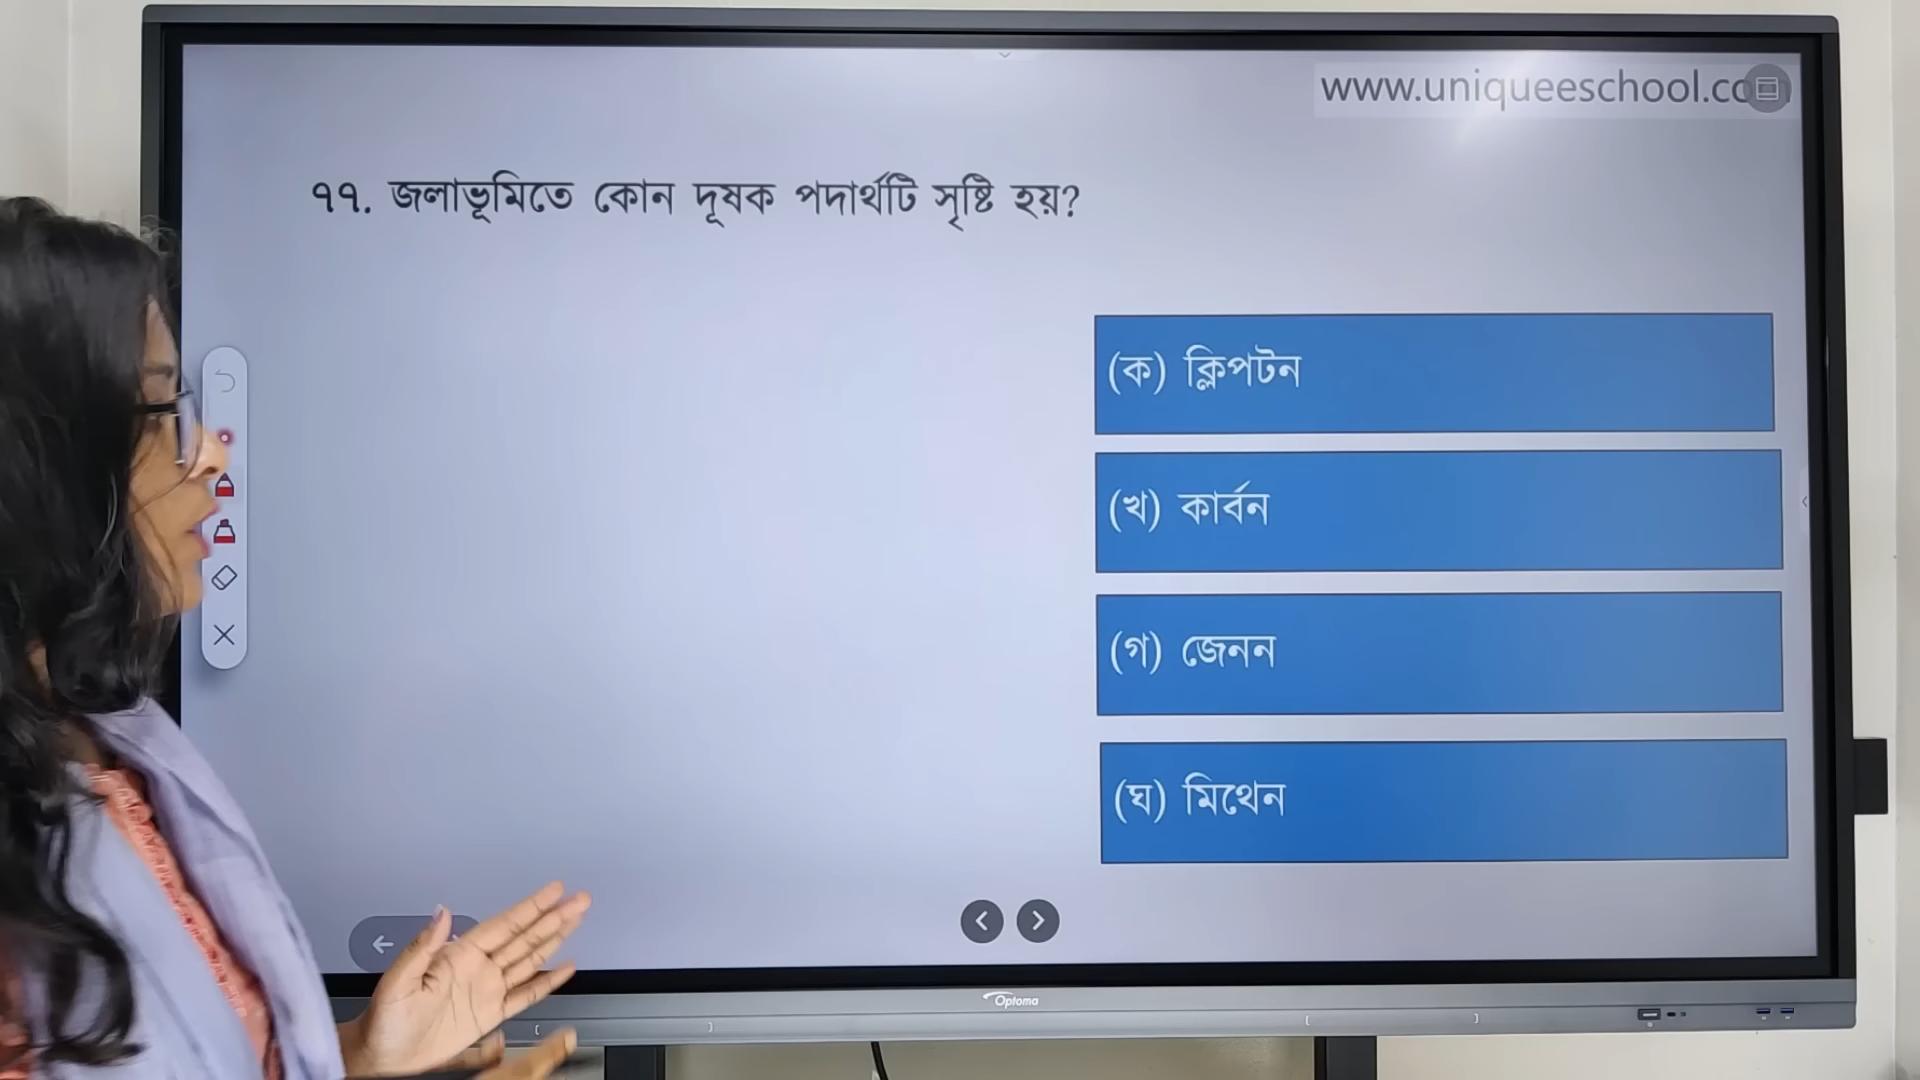 www.uniqueeschool.co
৭৭. জলাভূমিতে কোন দূষক পদার্থটি সৃষ্টি হয়?
(ক) ক্লিপটন
(খ) কার্বন
(গ) জেনন
(ঘ) মিথেন
Optoma